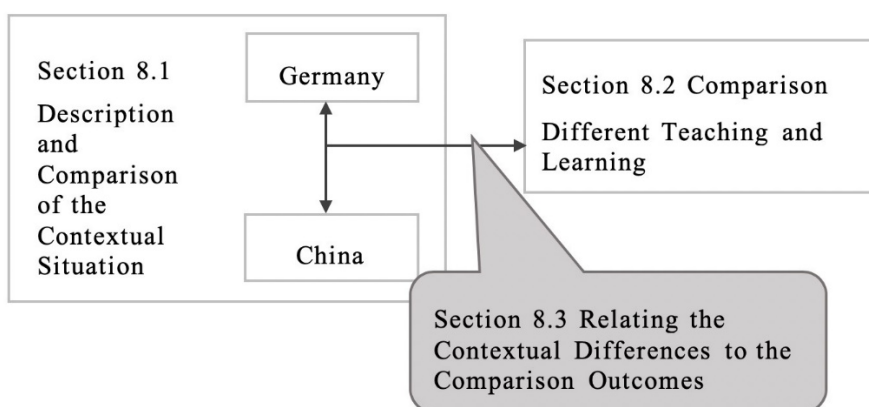 Section 8.1
Description
and
Comparison
of the
Contextual
Situation
Germany
China
Section 8.2 Comparison
Different Teaching and
Learning
Section 8.3 Relating the
Contextual Differences to the
Comparison Outcomes